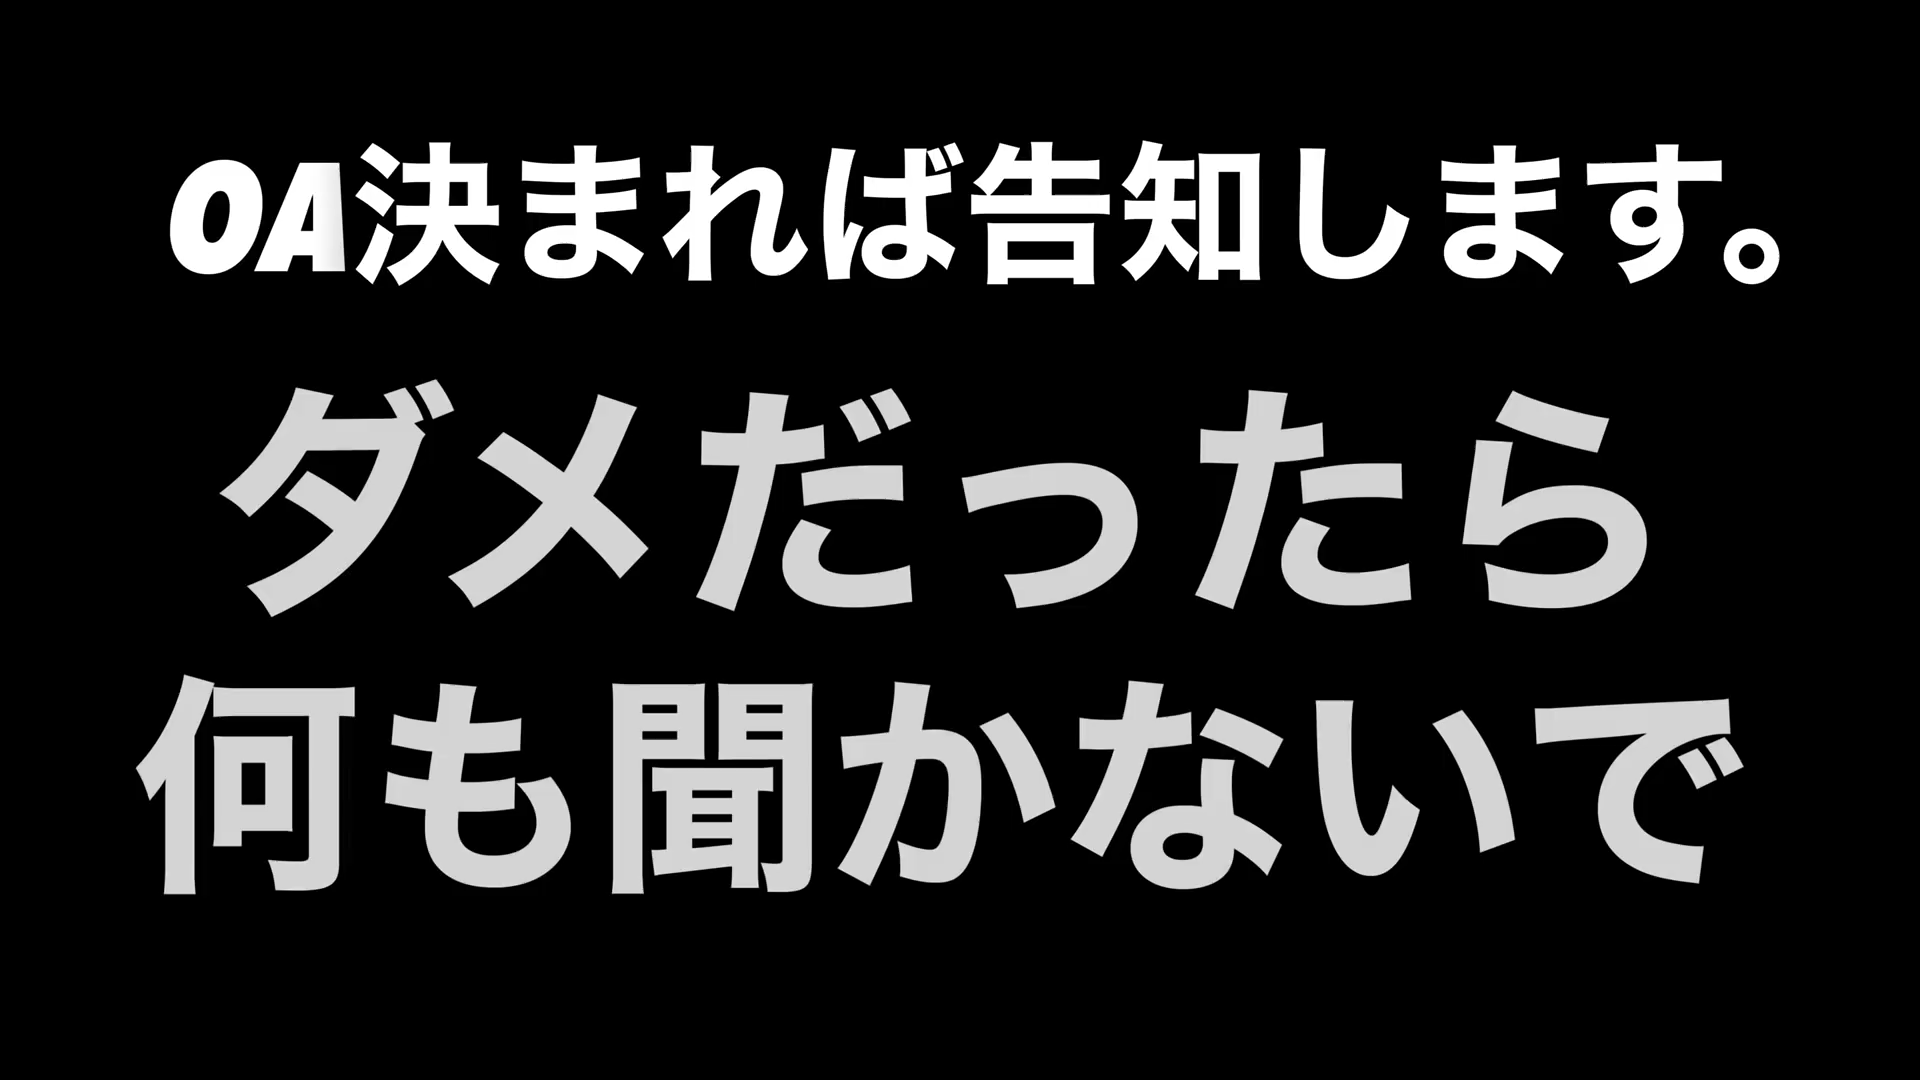 OA決まれば告知します。
ダメだったら
何も聞かないで